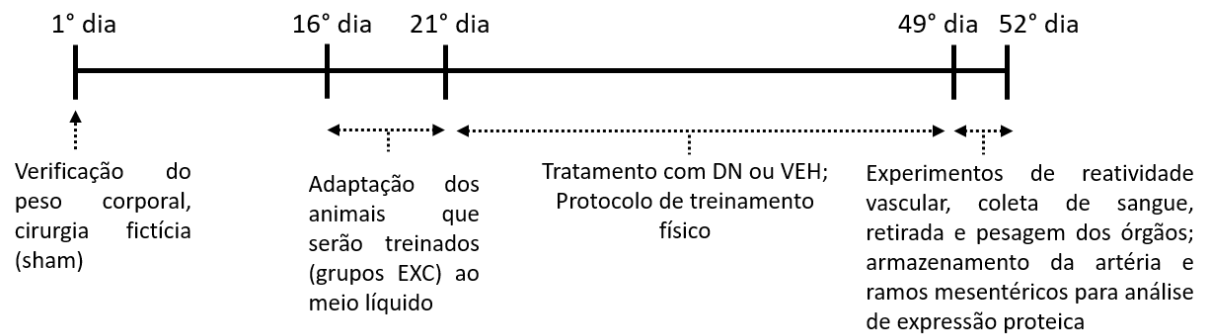 1° dia
16° dia
21° dia
49° dia
52° dia
Verificação do
peso corporal,
cirurgia fictícia
(sham)
Adaptação dos
animais que
serão treinados
(grupos EXC) ao
meio líquido
Tratamento com DN ou VEH;
Protocolo de treinamento
físico
Experimentos de reatividade
vascular, coleta de sangue,
retirada e pesagem dos órgãos;
armazenamento da artéria e
ramos mesentéricos para análise
de expressão proteica